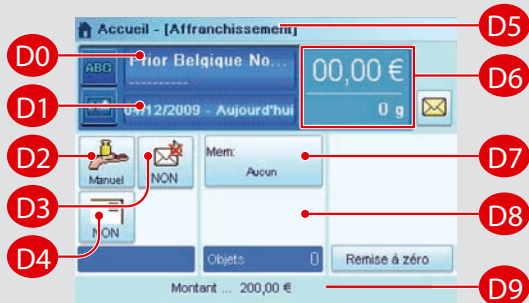 Accueil - [Affranchissement]
D5
D0
ABC
Prior Belgique No...
00,00 €
D6
D1
04/12/2009 - Aujourd'hui
0 g
D2
Manuel
NON
Mem:
Aucun
D7
D3
D4
NON
D8
Objets 0
Remise à zéro
Montant ... 200,00 €
D9